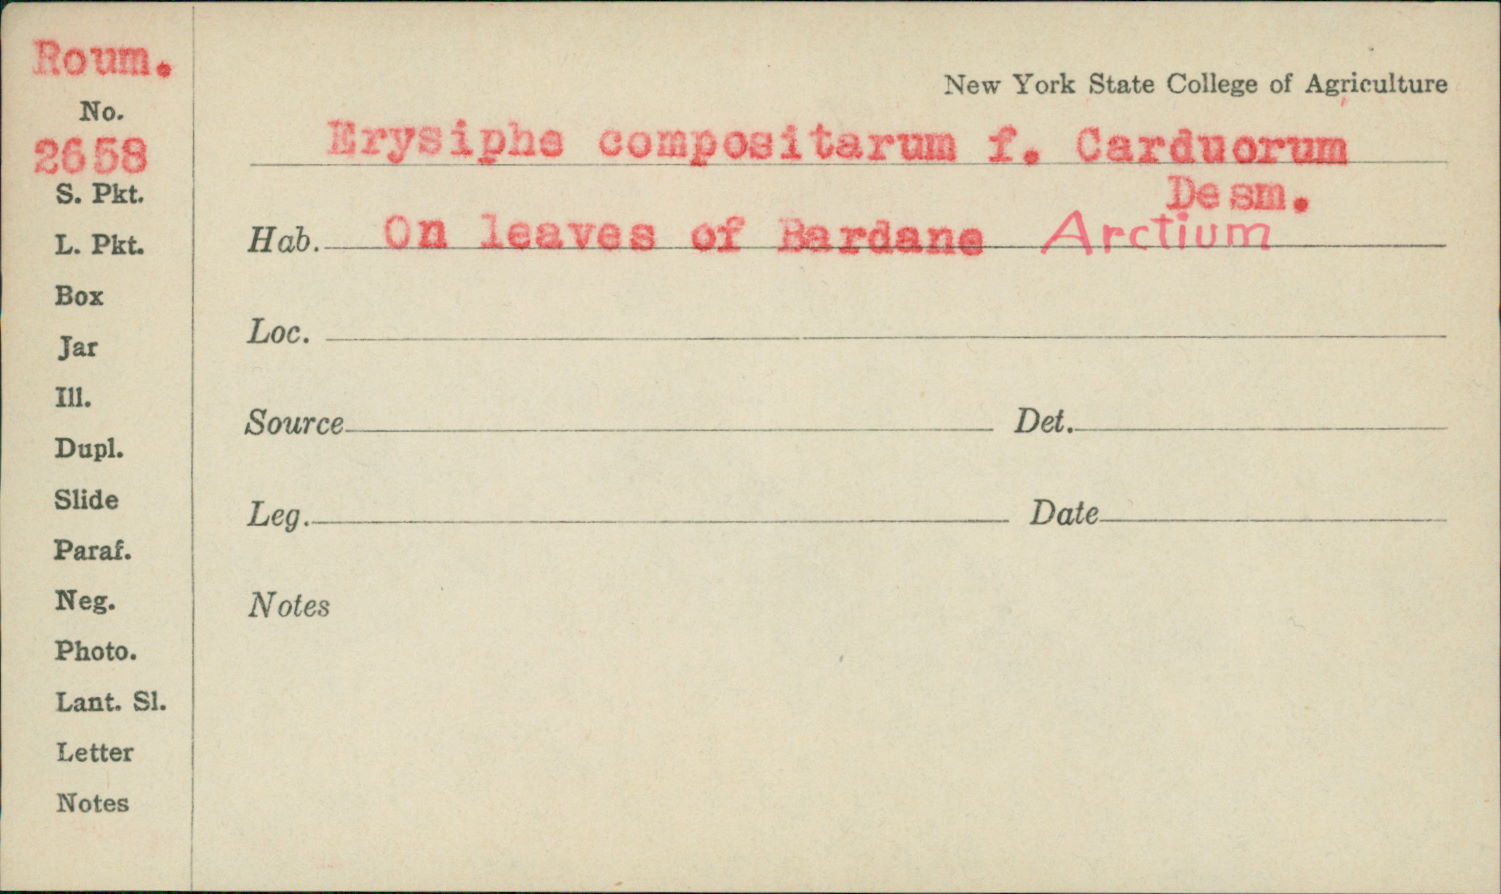 Roum.
No.
2658
S. Pkt.
L. Pkt.
Box
Jar
Ill.
Dupl.
Slide
Paraf.
Neg.
Photo.
Lant. Sl.
Letter
Notes
New York State College of Agriculture
Erysiphe compositarum f. Carduorum
Desm.
Hab. On leaves of Bardane Arctium
Loc.
Source Det.
Leg. Date
Notes